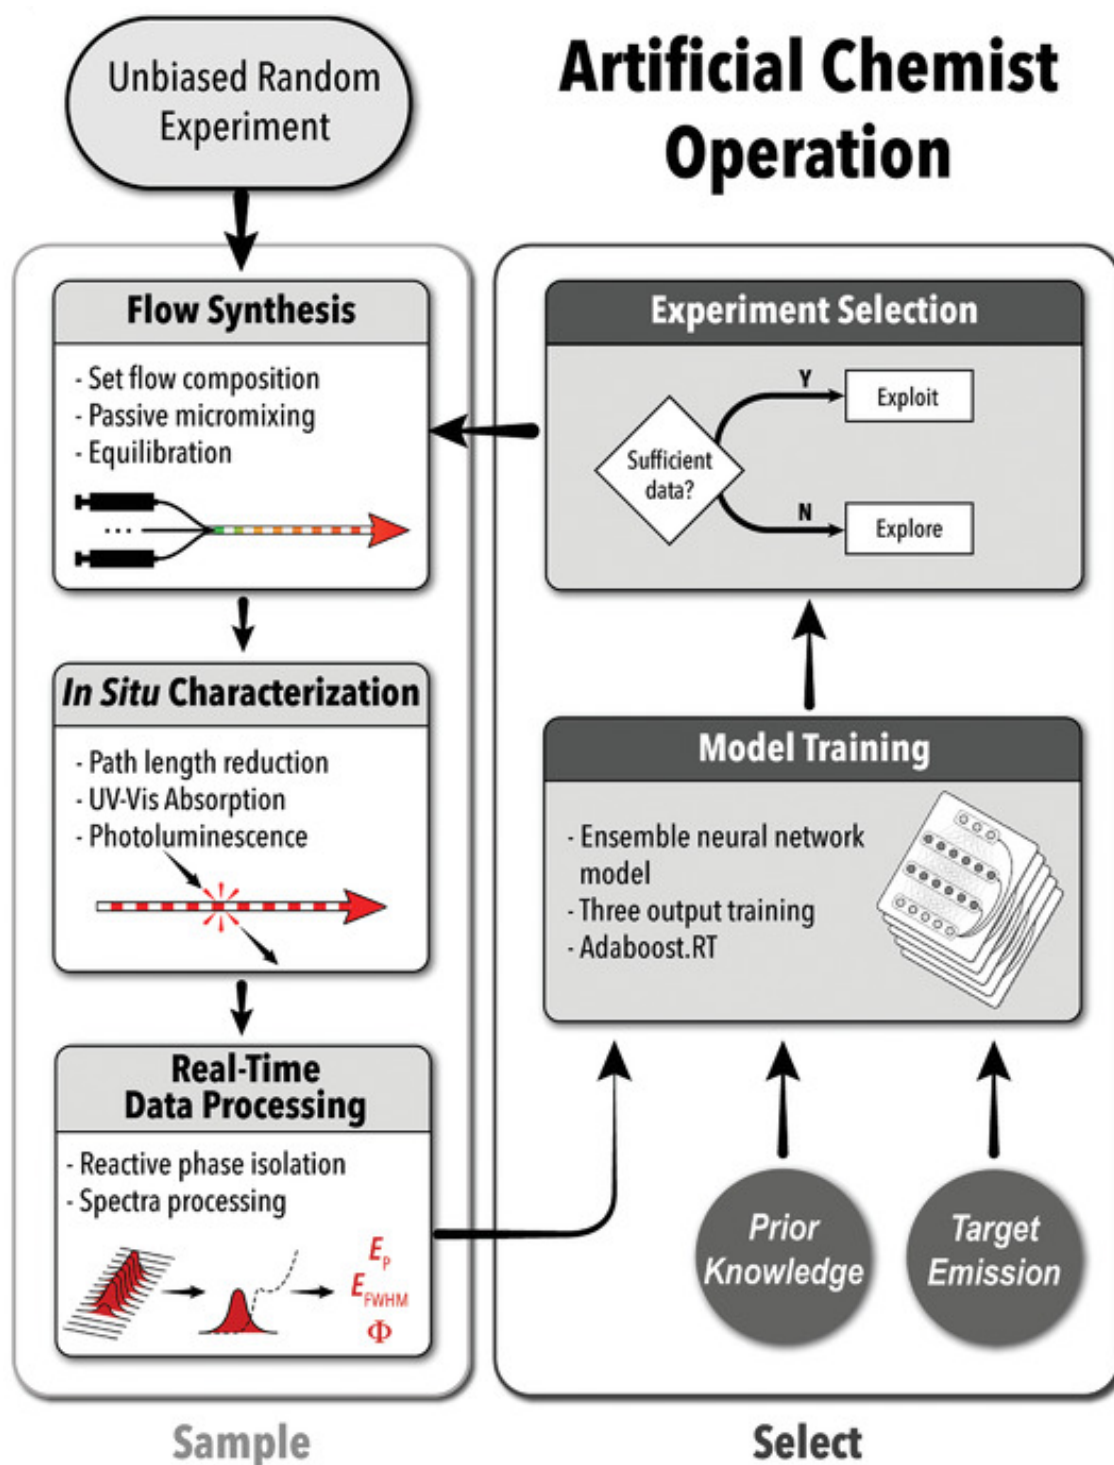 Artificial Chemist
Operation
Unbiased Random
Experiment
Flow Synthesis
- Set flow composition
- Passive micromixing
- Equilibration
...
In Situ Characterization
- Path length reduction
- UV-Vis Absorption
- Photoluminescence
Real-Time
Data Processing
- Reactive phase isolation
- Spectra processing
E_P
E_FWHM
Φ
Sample
Experiment Selection
Sufficient
data?
Y
Exploit
N
Explore
Model Training
- Ensemble neural network
model
- Three output training
- Adaboost.RT
Prior
Knowledge
Target
Emission
Select